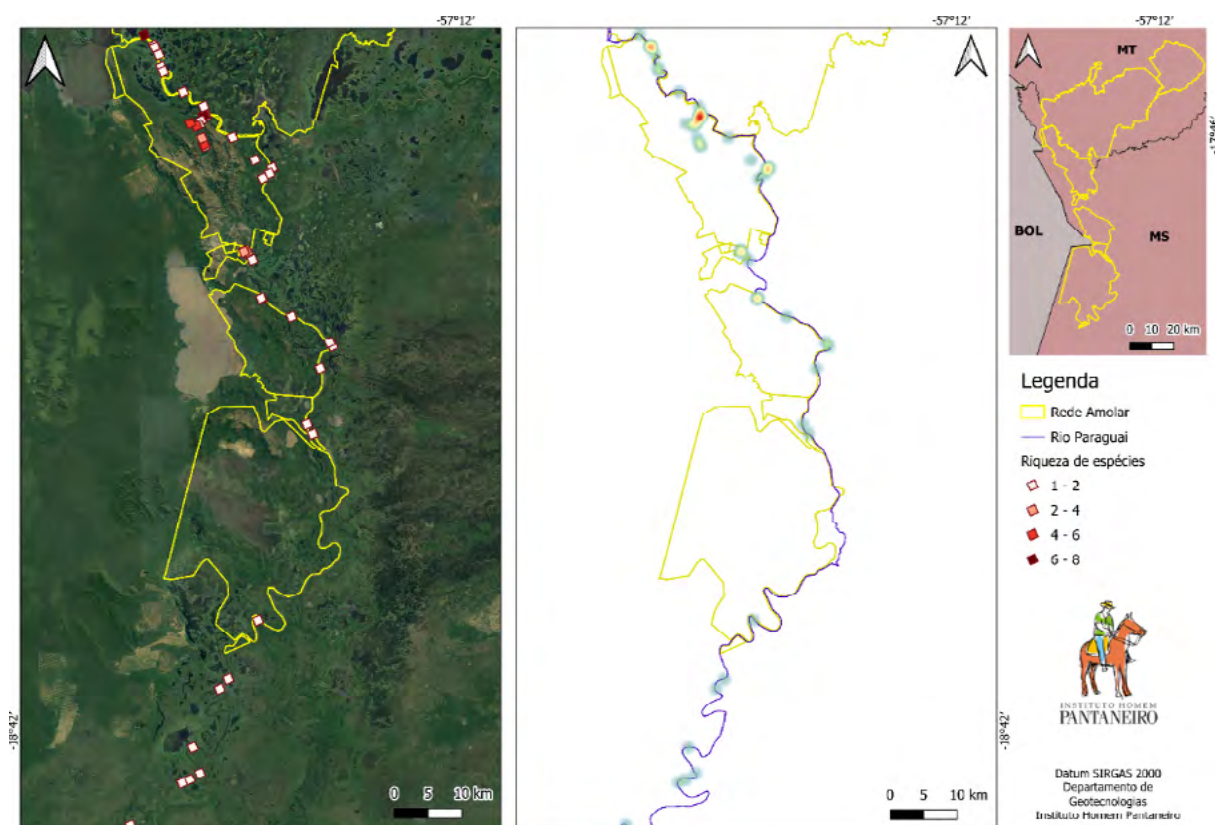 -57°12'
-57°12'
-57°12'
MT
BOL
MS
-17°46'
0 10 20 km
Legenda
Rede Amolar
Rio Paraguai
Riqueza de espécies
1 - 2
2 - 4
4 - 6
6 - 8
-18°42'
-18°42'
0 5 10 km
0 5 10 km
INSTITUTO HOMEM
PANTANEIRO
Datum SIRGAS 2000
Departamento de
Geotecnologias
Instituto Homem Pantaneiro